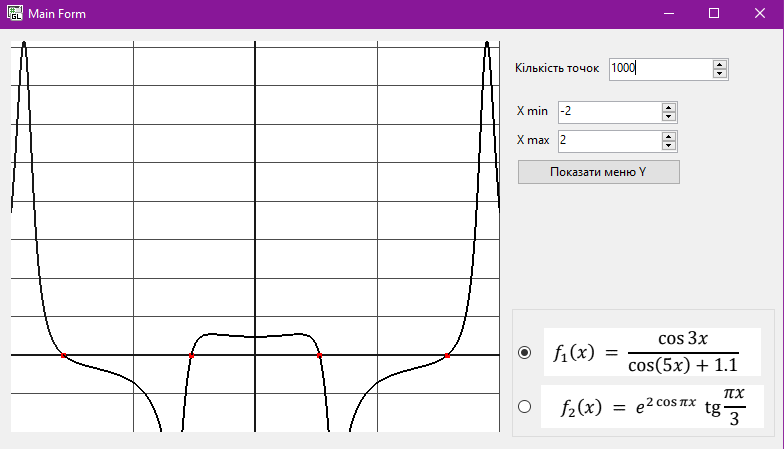 Main Form
Кількість точок 1000
X min -2
X max 2
Показати меню Y
f₁(x) = cos 3x / cos(5x) + 1.1
f₂(x) = e^{2 cos πx} tg πx/3